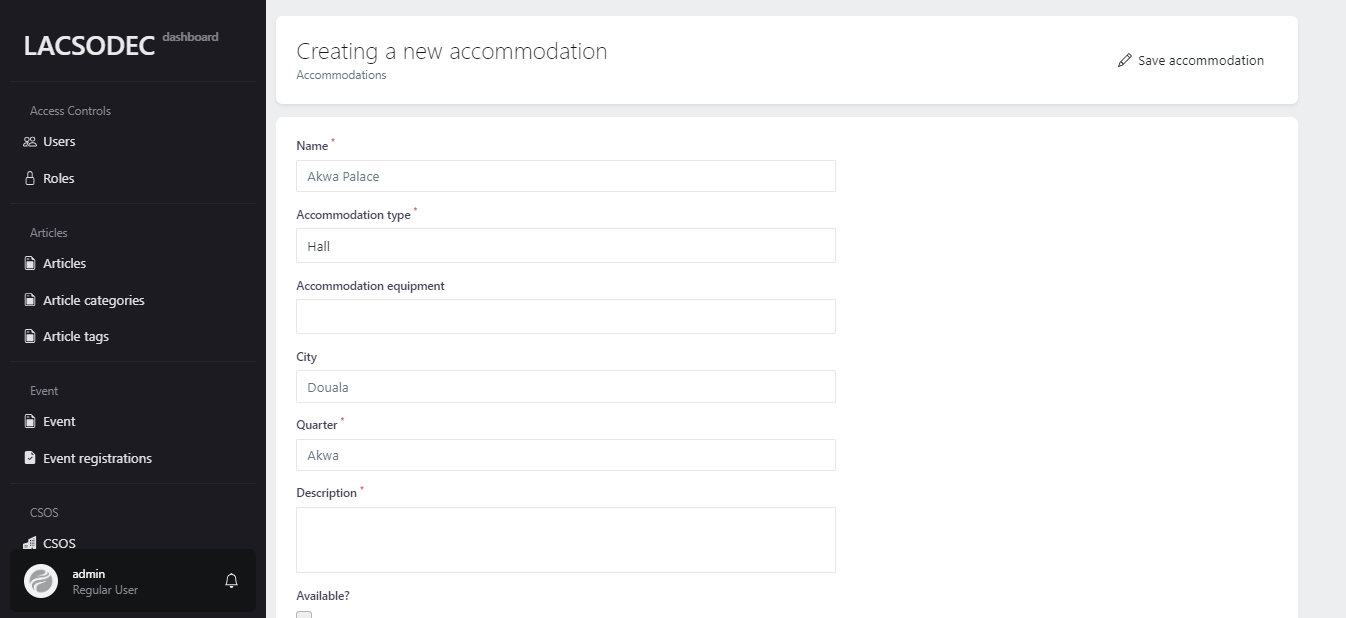 LACSODEC dashboard
Access Controls
Users
Roles
Articles
Articles
Article categories
Article tags
Event
Event
Event registrations
CSOS
CSOS
admin
Regular User
Creating a new accommodation
Accommodations
Save accommodation
Name *
Akwa Palace
Accommodation type *
Hall
Accommodation equipment
City
Douala
Quarter *
Akwa
Description *
Available?